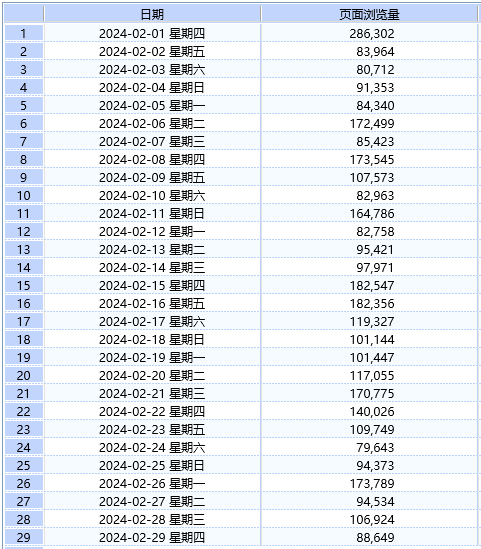 日期 页面浏览量
1 2024-02-01 星期四 286,302
2 2024-02-02 星期五 83,964
3 2024-02-03 星期六 80,712
4 2024-02-04 星期日 91,353
5 2024-02-05 星期一 84,340
6 2024-02-06 星期二 172,499
7 2024-02-07 星期三 85,423
8 2024-02-08 星期四 173,545
9 2024-02-09 星期五 107,573
10 2024-02-10 星期六 82,963
11 2024-02-11 星期日 164,786
12 2024-02-12 星期一 82,758
13 2024-02-13 星期二 95,421
14 2024-02-14 星期三 97,971
15 2024-02-15 星期四 182,547
16 2024-02-16 星期五 182,356
17 2024-02-17 星期六 119,327
18 2024-02-18 星期日 101,144
19 2024-02-19 星期一 101,447
20 2024-02-20 星期二 117,055
21 2024-02-21 星期三 170,775
22 2024-02-22 星期四 140,026
23 2024-02-23 星期五 109,749
24 2024-02-24 星期六 79,643
25 2024-02-25 星期日 94,373
26 2024-02-26 星期一 173,789
27 2024-02-27 星期二 94,534
28 2024-02-28 星期三 106,924
29 2024-02-29 星期四 88,649